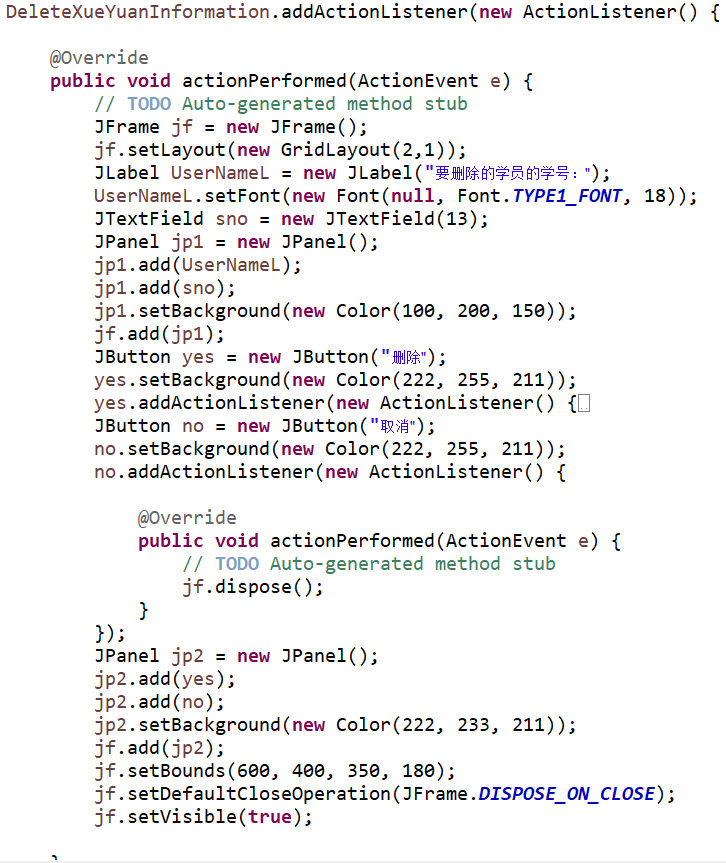 DeleteXueYuanInformation.addActionListener(new ActionListener() {
@Override
public void actionPerformed(ActionEvent e) {
// TODO Auto-generated method stub
JFrame jf = new JFrame();
jf.setLayout(new GridLayout(2,1));
JLabel UserNameL = new JLabel("要删除的学员的学号:");
UserNameL.setFont(new Font(null, Font.TYPE1_FONT, 18));
JTextField sno = new JTextField(13);
JPanel jp1 = new JPanel();
jp1.add(UserNameL);
jp1.add(sno);
jp1.setBackground(new Color(100, 200, 150));
jf.add(jp1);
JButton yes = new JButton("删除");
yes.setBackground(new Color(222, 255, 211));
yes.addActionListener(new ActionListener() {
JButton no = new JButton("取消");
no.setBackground(new Color(222, 255, 211));
no.addActionListener(new ActionListener() {
@Override
public void actionPerformed(ActionEvent e) {
// TODO Auto-generated method stub
jf.dispose();
}
});
JPanel jp2 = new JPanel();
jp2.add(yes);
jp2.add(no);
jp2.setBackground(new Color(222, 233, 211));
jf.add(jp2);
jf.setBounds(600, 400, 350, 180);
jf.setDefaultCloseOperation(JFrame.DISPOSE_ON_CLOSE);
jf.setVisible(true);